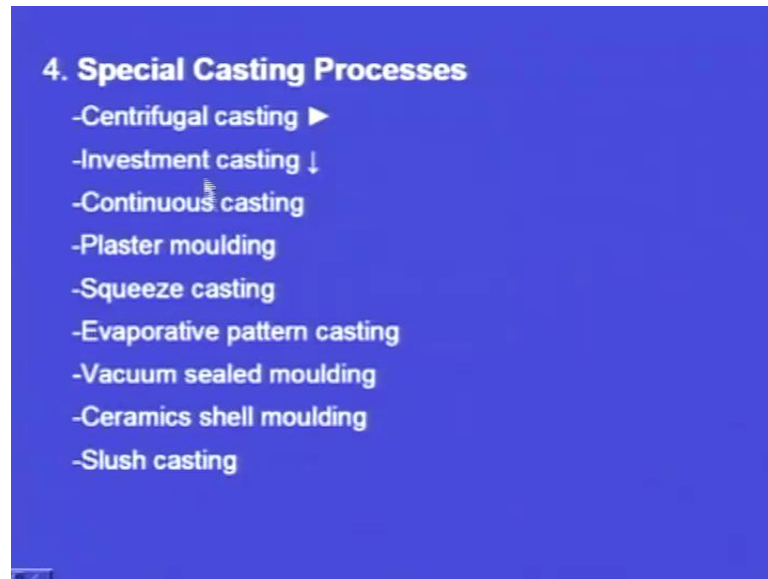 4. Special Casting Processes
-Centrifugal casting ►
-Investment casting ↓
-Continuous casting
-Plaster moulding
-Squeeze casting
-Evaporative pattern casting
-Vacuum sealed moulding
-Ceramics shell moulding
-Slush casting